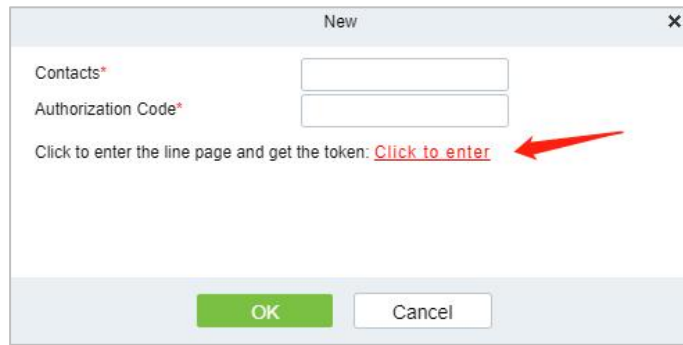 New
Contacts*
Authorization Code*
Click to enter the line page and get the token: Click to enter
OK Cancel